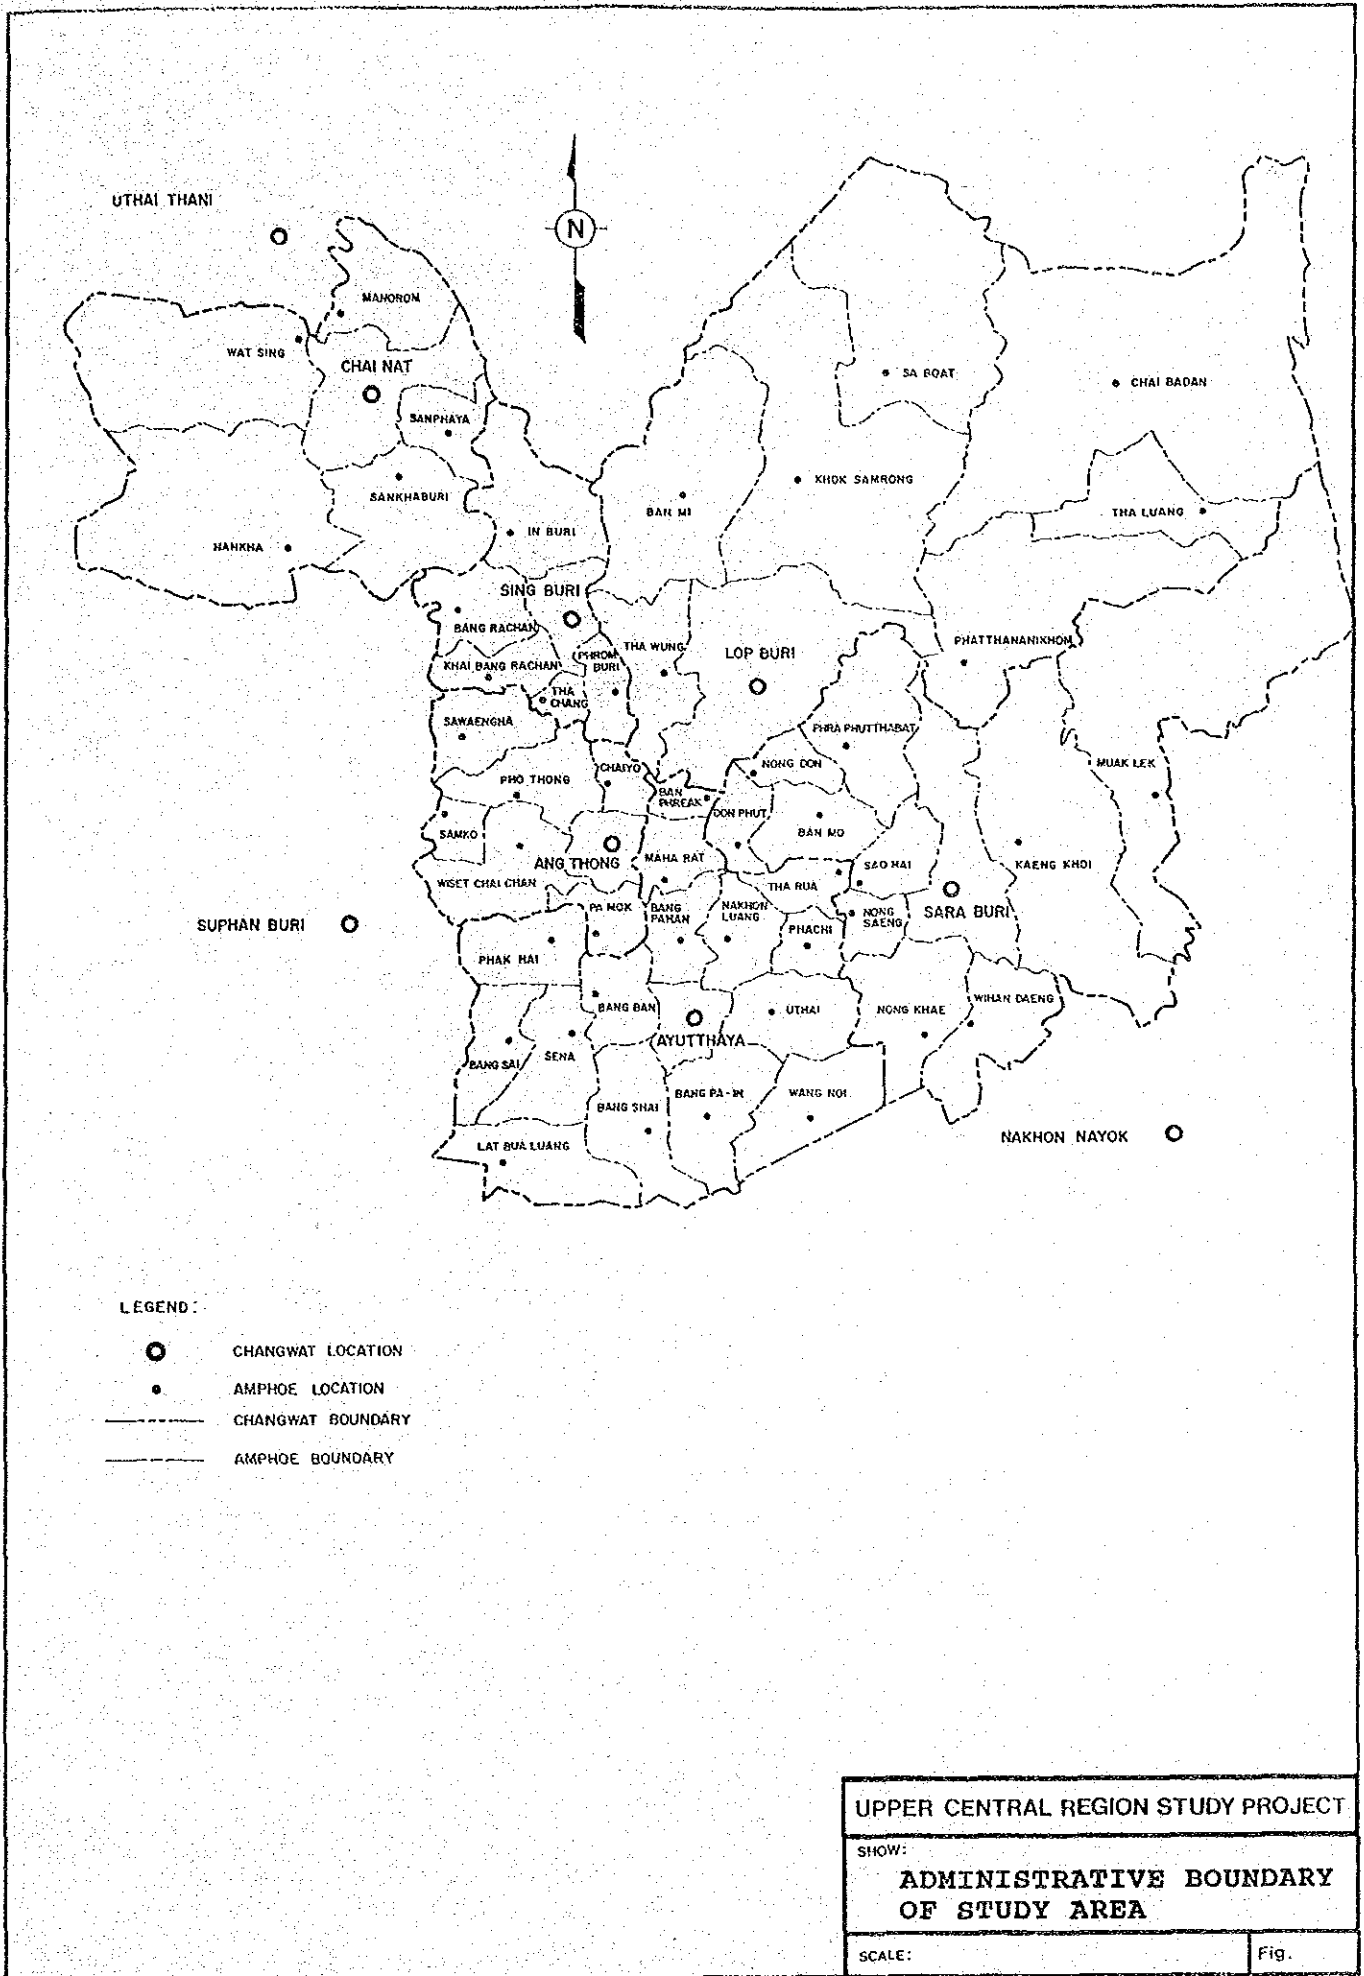 UTHAI THANI
N
MANOROM
WAT SING
CHAI NAT
SA BOAT
CHAI BADAN
SANPHAYA
KHOK SAMRONG
SANKHABURI
BAN MI
THA LUANG
IN BURI
HANKHA
SING BURI
BANG RACHAN
PHATTHANANIKHOM
THA WUNG
LOP BURI
PHROM
BURI
KHAI BANG RACHAN
THA
CHANG
SAWAENGHA
PHRA PHUTTHABAT
MUAK LEK
NONG DON
CHAIYO
PHO THONG
BAN
PHREAK
DON PHUT
SAMKO
BAN MO
ANG THONG
MAHA RAT
SAO HAI
KAENG KHOI
WISET CHAI CHAN
THA RUA
PA MOK
BANG
PAHAN
NAKHON
LUANG
NONG
SAENG
SARA BURI
SUPHAN BURI
PHACHI
PHAK HAI
BANG BAN
UTHAI
NONG KHAE
WIHAN DAENG
AYUTTHAYA
BANG SAI
SENA
BANG SHAI
BANG PA-IN
WANG NOI
LAT BUA LUANG
NAKHON NAYOK
LEGEND:
CHANGWAT LOCATION
AMPHOE LOCATION
CHANGWAT BOUNDARY
AMPHOE BOUNDARY
UPPER CENTRAL REGION STUDY PROJECT
SHOW:
ADMINISTRATIVE BOUNDARY
OF STUDY AREA
SCALE:
Fig.